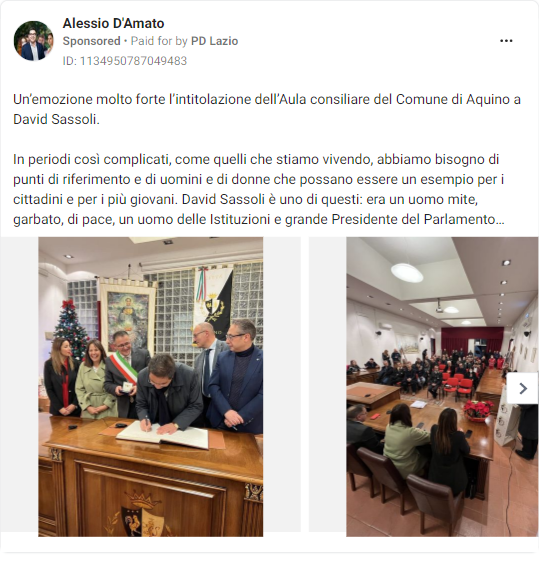 Alessio D'Amato
Sponsored • Paid for by PD Lazio
ID: 1134950787049483
Un'emozione molto forte l'intitolazione dell'Aula consiliare del Comune di Aquino a
David Sassoli.
In periodi così complicati, come quelli che stiamo vivendo, abbiamo bisogno di
punti di riferimento e di uomini e di donne che possano essere un esempio per i
cittadini e per i più giovani. David Sassoli è uno di questi: era un uomo mite,
garbato, di pace, un uomo delle Istituzioni e grande Presidente del Parlamento...